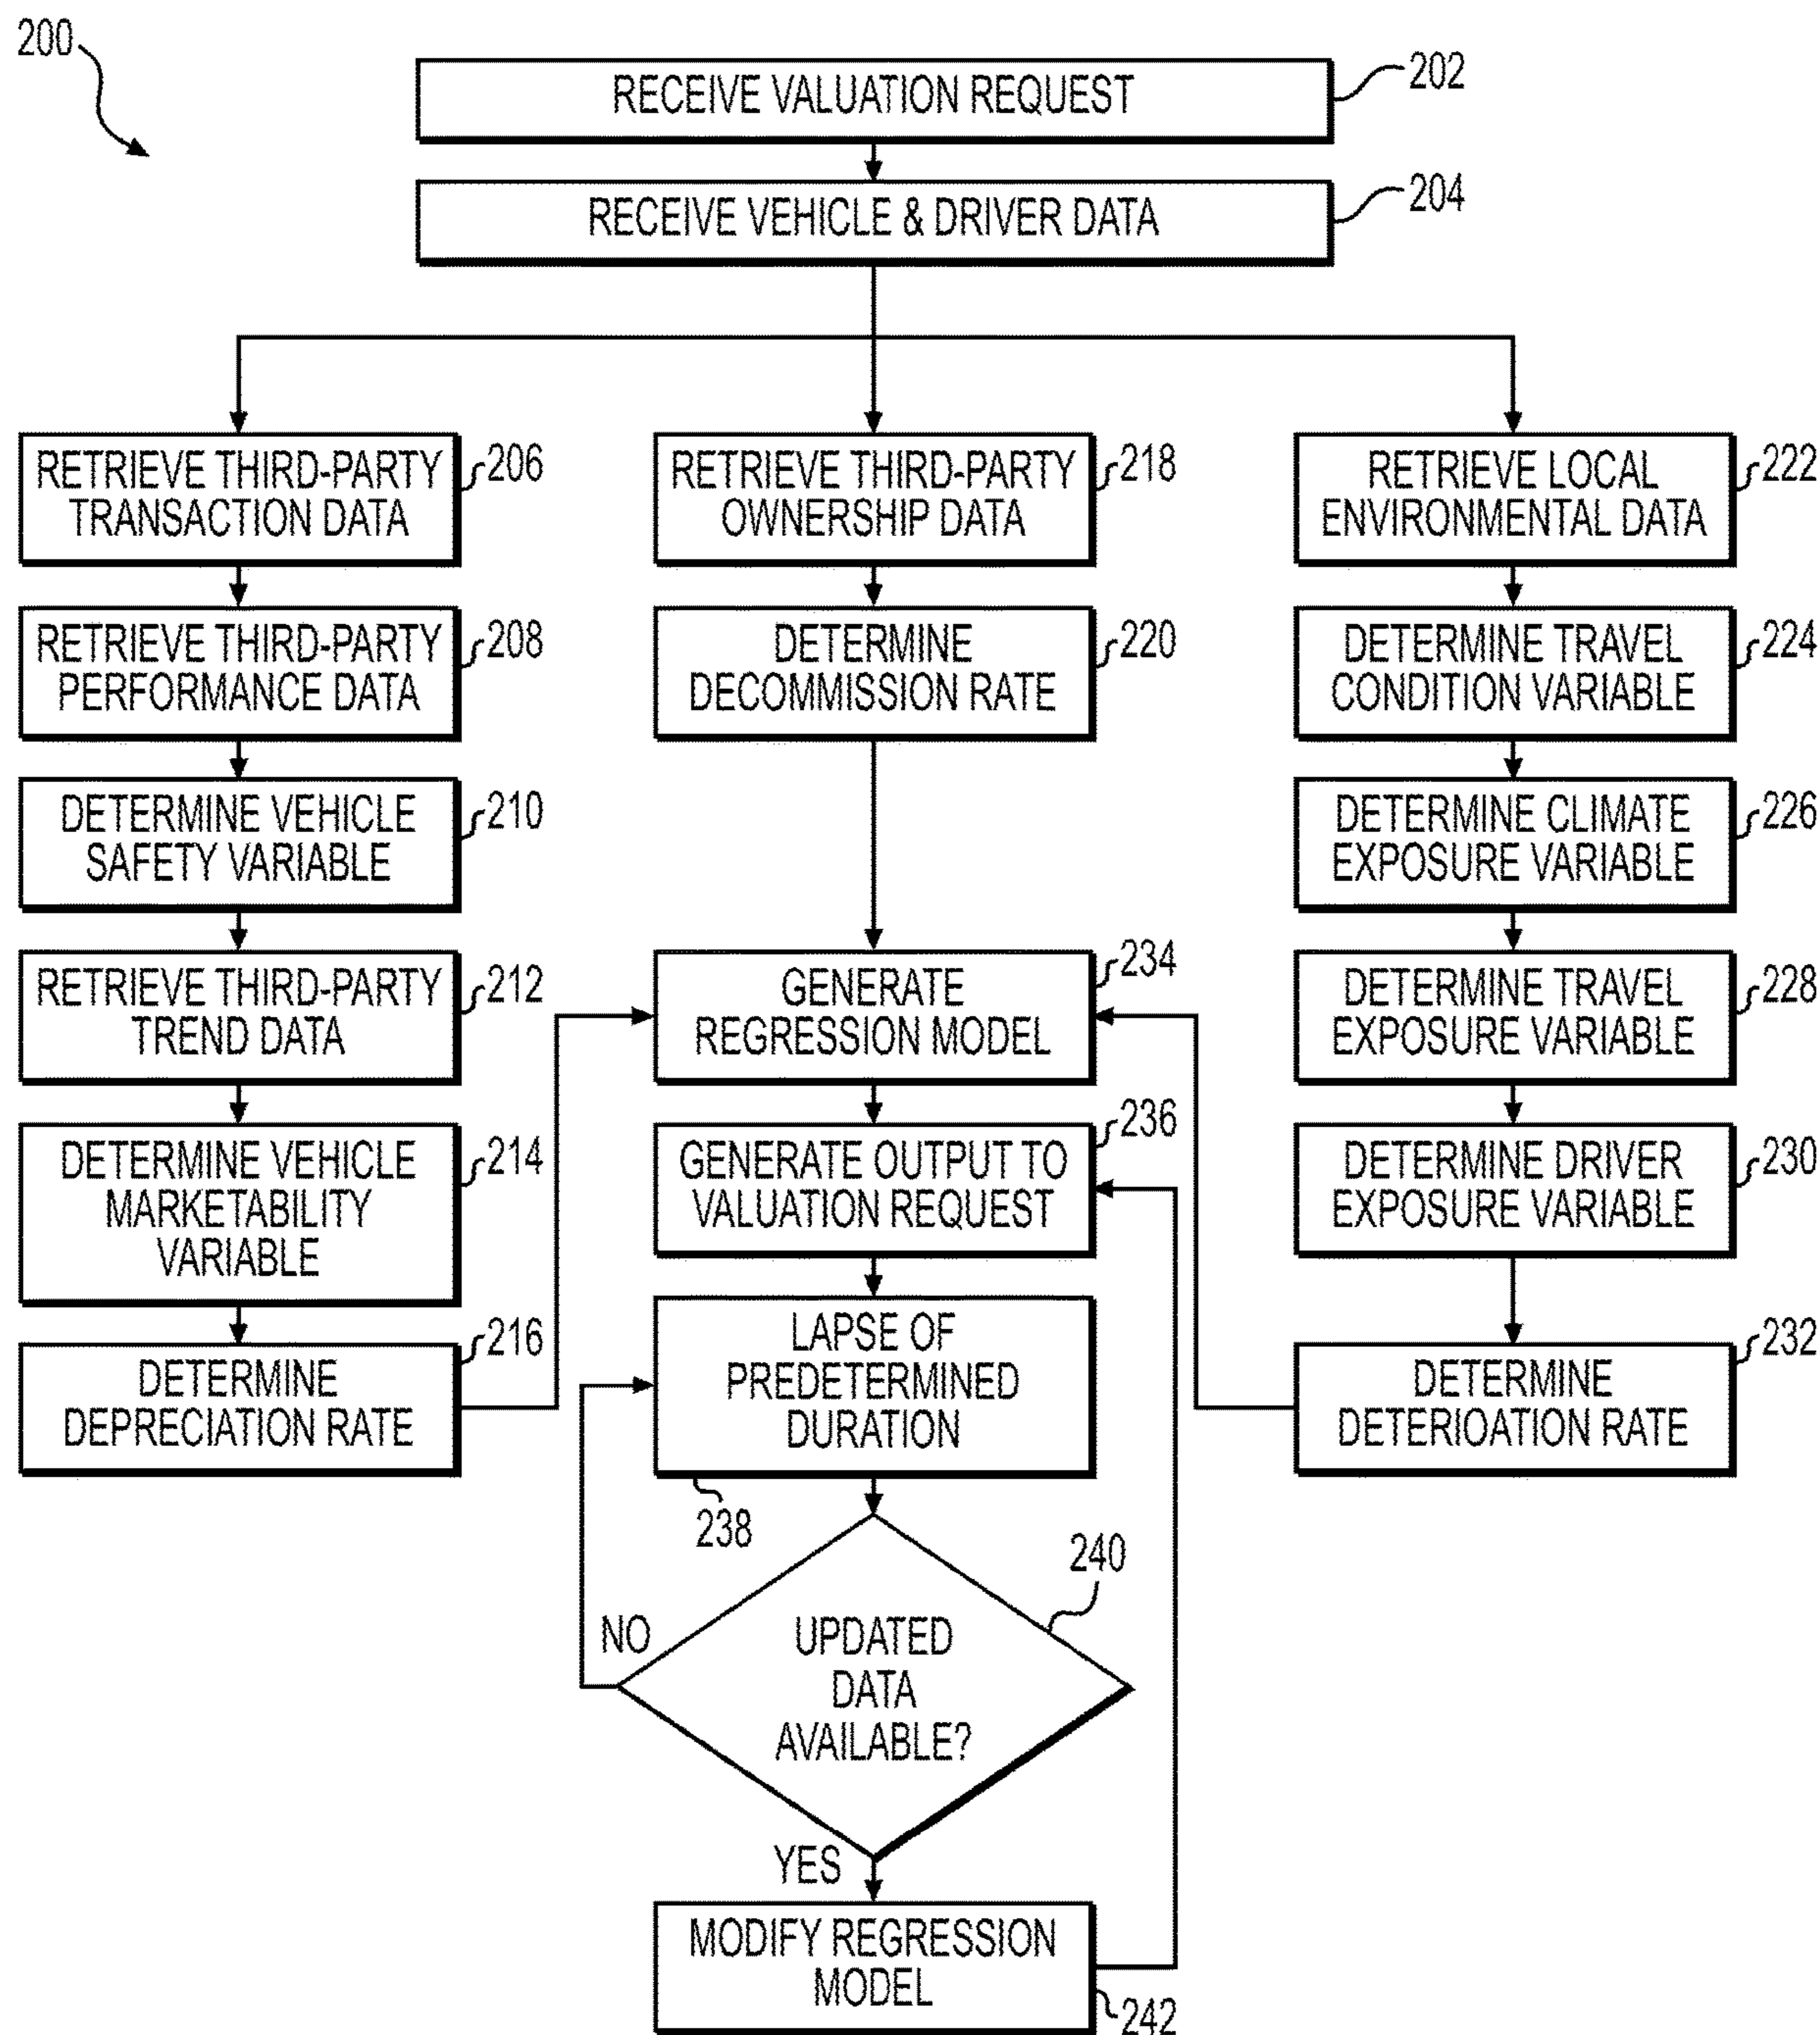 200
RECEIVE VALUATION REQUEST
202
RECEIVE VEHICLE & DRIVER DATA
204
RETRIEVE THIRD-PARTY
TRANSACTION DATA
206
RETRIEVE THIRD-PARTY
PERFORMANCE DATA
208
DETERMINE VEHICLE
SAFETY VARIABLE
210
RETRIEVE THIRD-PARTY
TREND DATA
212
DETERMINE VEHICLE
MARKETABILITY
VARIABLE
214
DETERMINE
DEPRECIATION RATE
216
RETRIEVE THIRD-PARTY
OWNERSHIP DATA
218
DETERMINE
DECOMMISSION RATE
220
RETRIEVE LOCAL
ENVIRONMENTAL DATA
222
DETERMINE TRAVEL
CONDITION VARIABLE
224
DETERMINE CLIMATE
EXPOSURE VARIABLE
226
DETERMINE TRAVEL
EXPOSURE VARIABLE
228
DETERMINE DRIVER
EXPOSURE VARIABLE
230
DETERMINE
DETERIOATION RATE
232
GENERATE
REGRESSION MODEL
234
GENERATE OUTPUT TO
VALUATION REQUEST
236
LAPSE OF
PREDETERMINED
DURATION
238
UPDATED
DATA
AVAILABLE?
240
NO
YES
MODIFY REGRESSION
MODEL
242